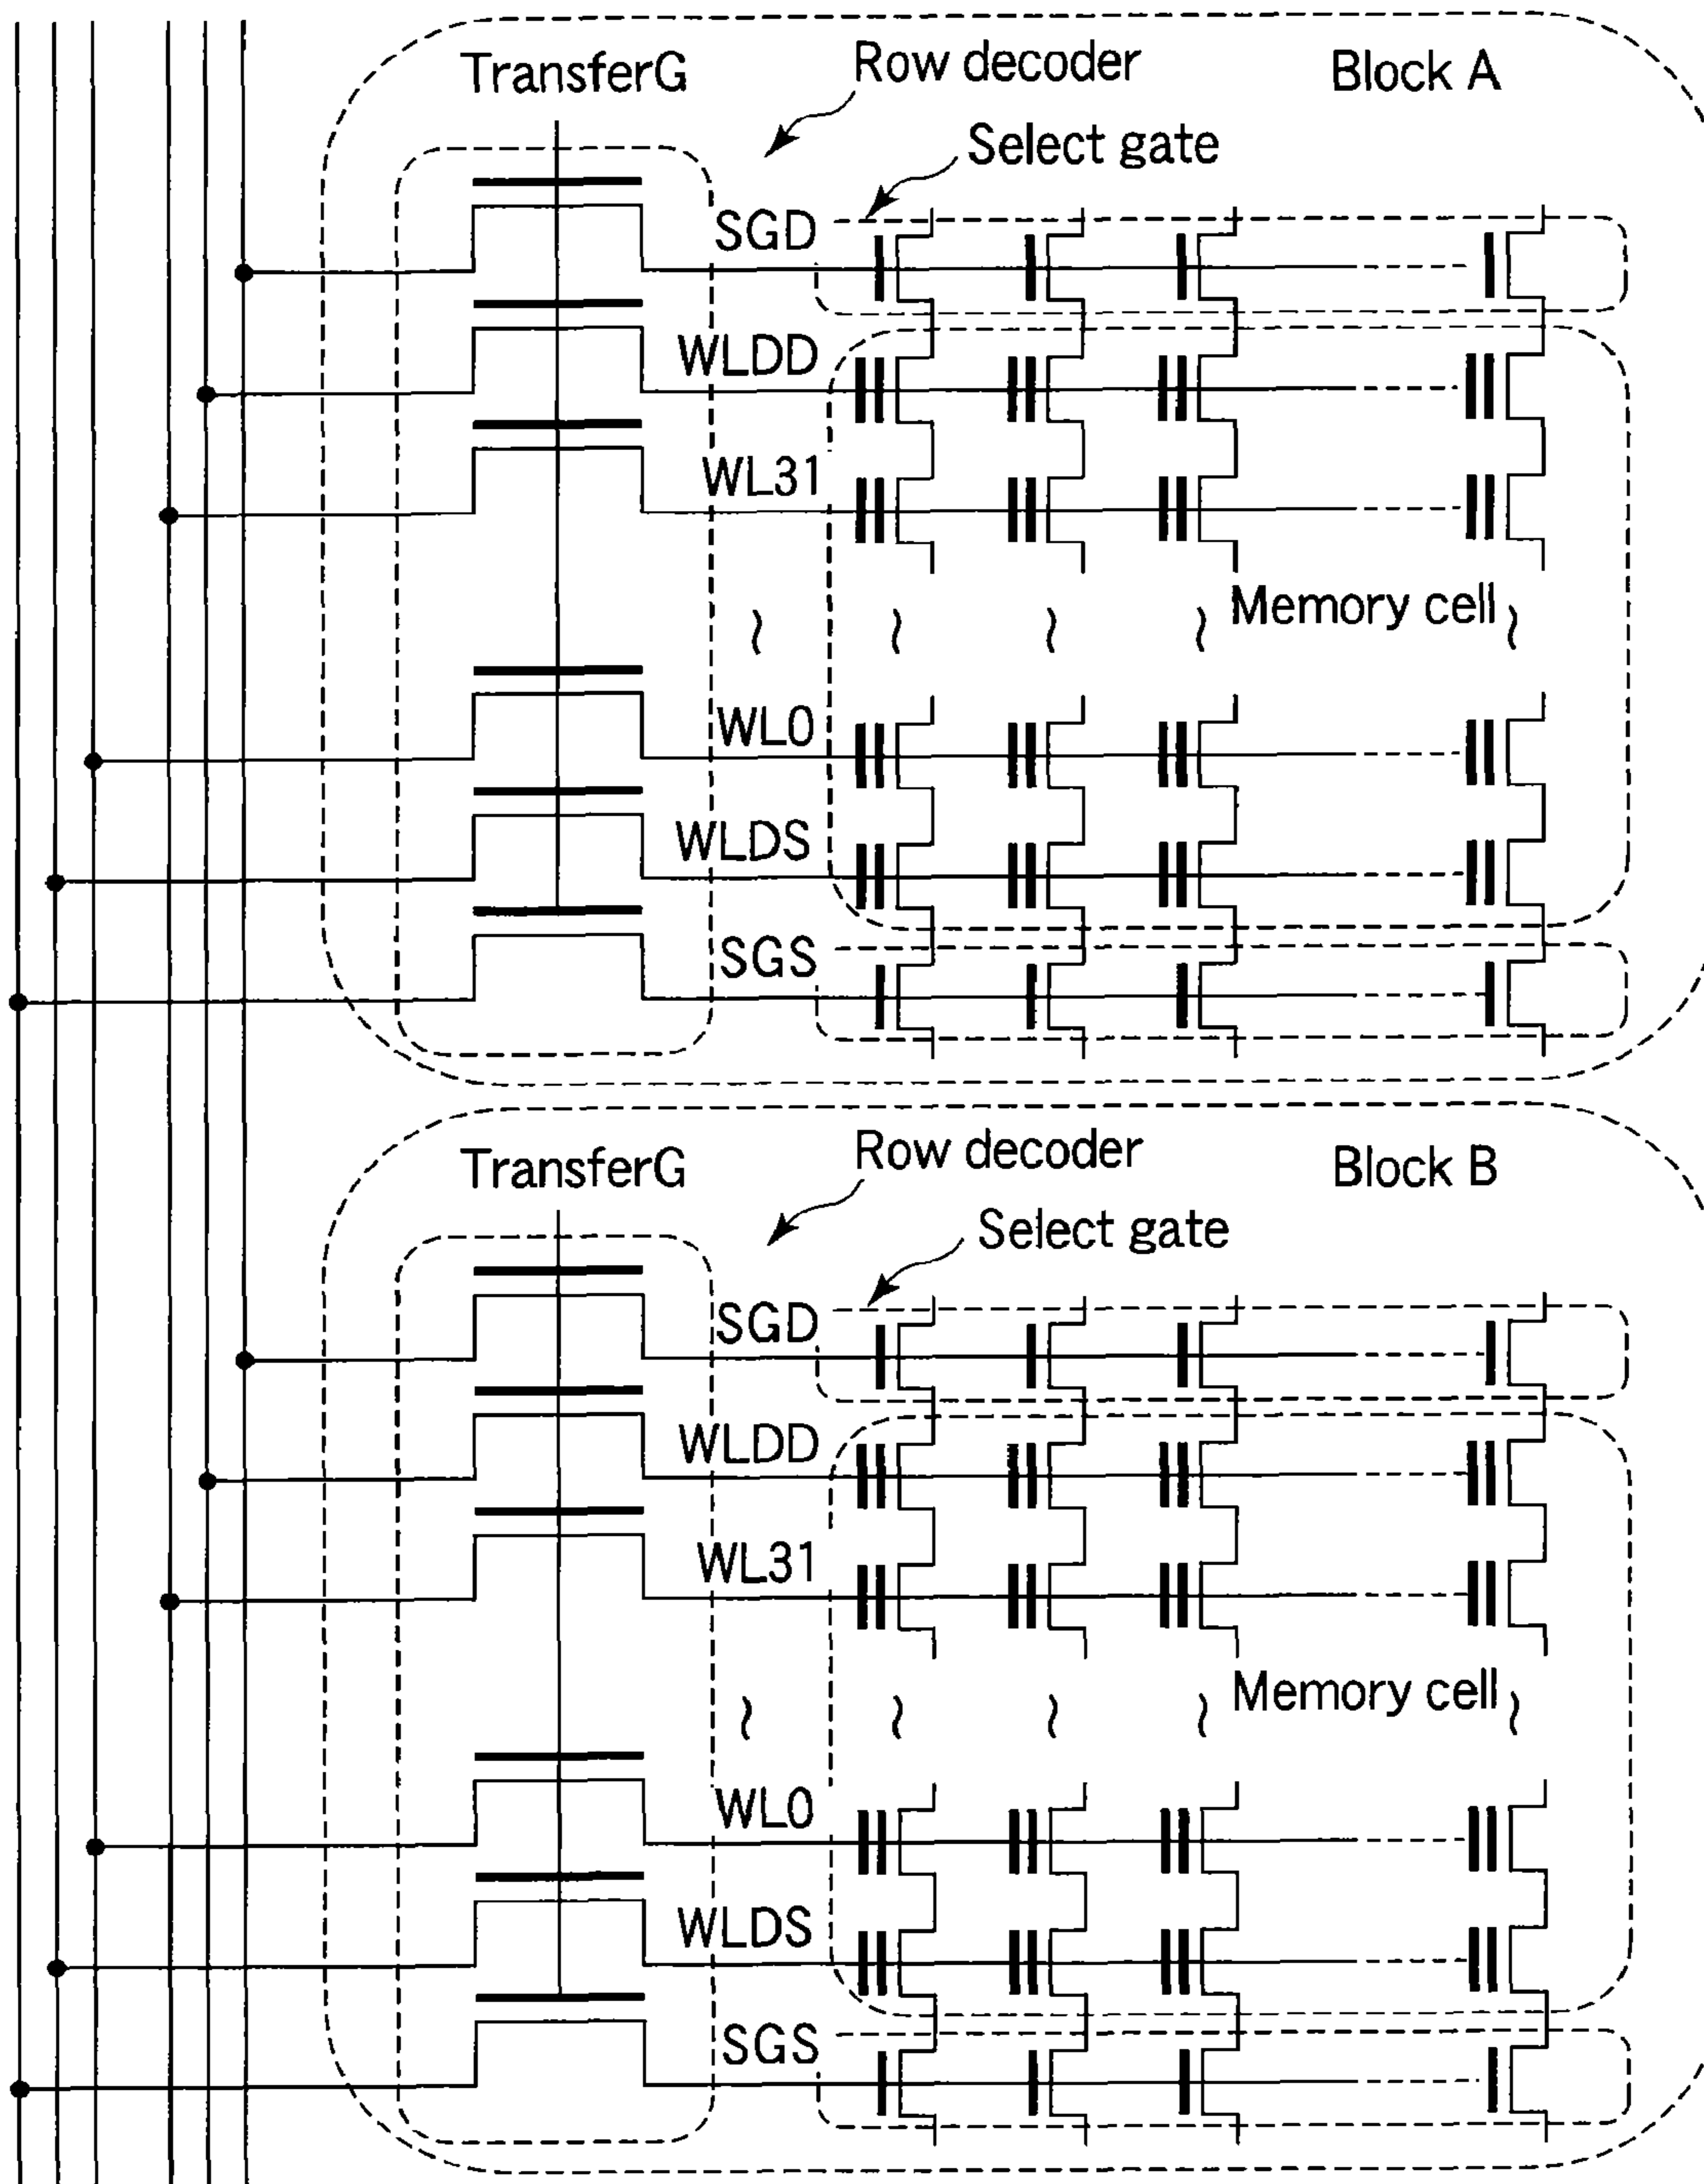 TransferG
Row decoder
Block A
Select gate
SGD
WLDD
WL31
Memory cell
WL0
WLDS
SGS
TransferG
Row decoder
Block B
Select gate
SGD
WLDD
WL31
Memory cell
WL0
WLDS
SGS